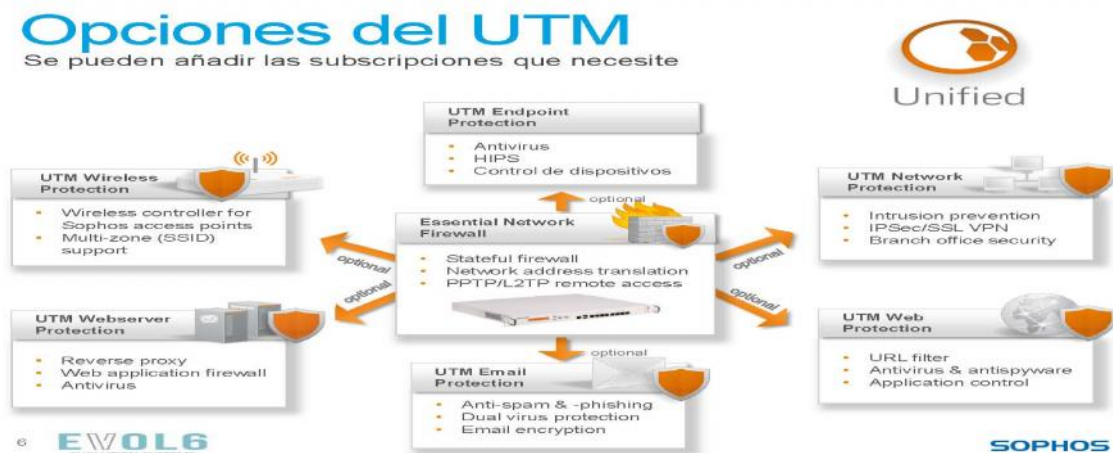 Opciones del UTM
Se pueden añadir las subscripciones que necesite
Unified
UTM Endpoint
Protection
Antivirus
HIPS
Control de dispositivos
optional
UTM Wireless
Protection
Wireless controller for
Sophos access points
Multi-zone (SSID)
support
optional
Essential Network
Firewall
Stateful firewall
Network address translation
PPTP/L2TP remote access
optional
UTM Network
Protection
Intrusion prevention
IPSec/SSL VPN
Branch office security
optional
UTM Webserver
Protection
Reverse proxy
Web application firewall
Antivirus
optional
UTM Web
Protection
URL filter
Antivirus & antispyware
Application control
optional
UTM Email
Protection
Anti-spam & -phishing
Dual virus protection
Email encryption
6
EVOL6
SOPHOS